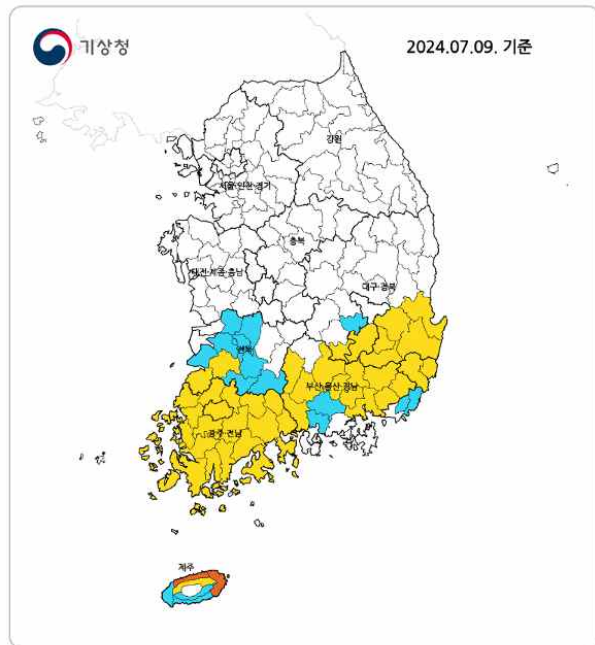 기상청
2024.07.09. 기준
강원
서울·인천·경기
충북
대전·세종·충남
대구·경북
전북
부산·울산·경남
광주·전남
제주